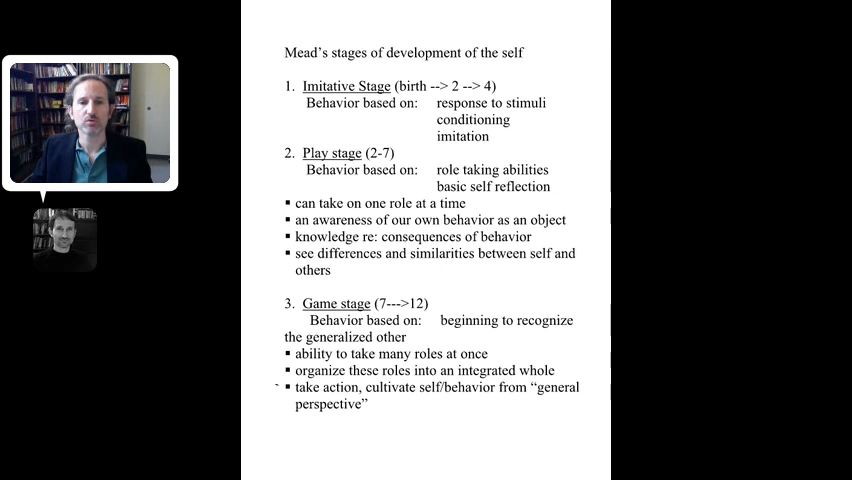 Mead's stages of development of the self
1. Imitative Stage (birth --> 2 --> 4)
Behavior based on: response to stimuli
conditioning
imitation
2. Play stage (2-7)
Behavior based on: role taking abilities
basic self reflection
▪ can take on one role at a time
▪ an awareness of our own behavior as an object
▪ knowledge re: consequences of behavior
▪ see differences and similarities between self and
others
3. Game stage (7--->12)
Behavior based on: beginning to recognize
the generalized other
▪ ability to take many roles at once
▪ organize these roles into an integrated whole
▪ take action, cultivate self/behavior from “general
perspective”